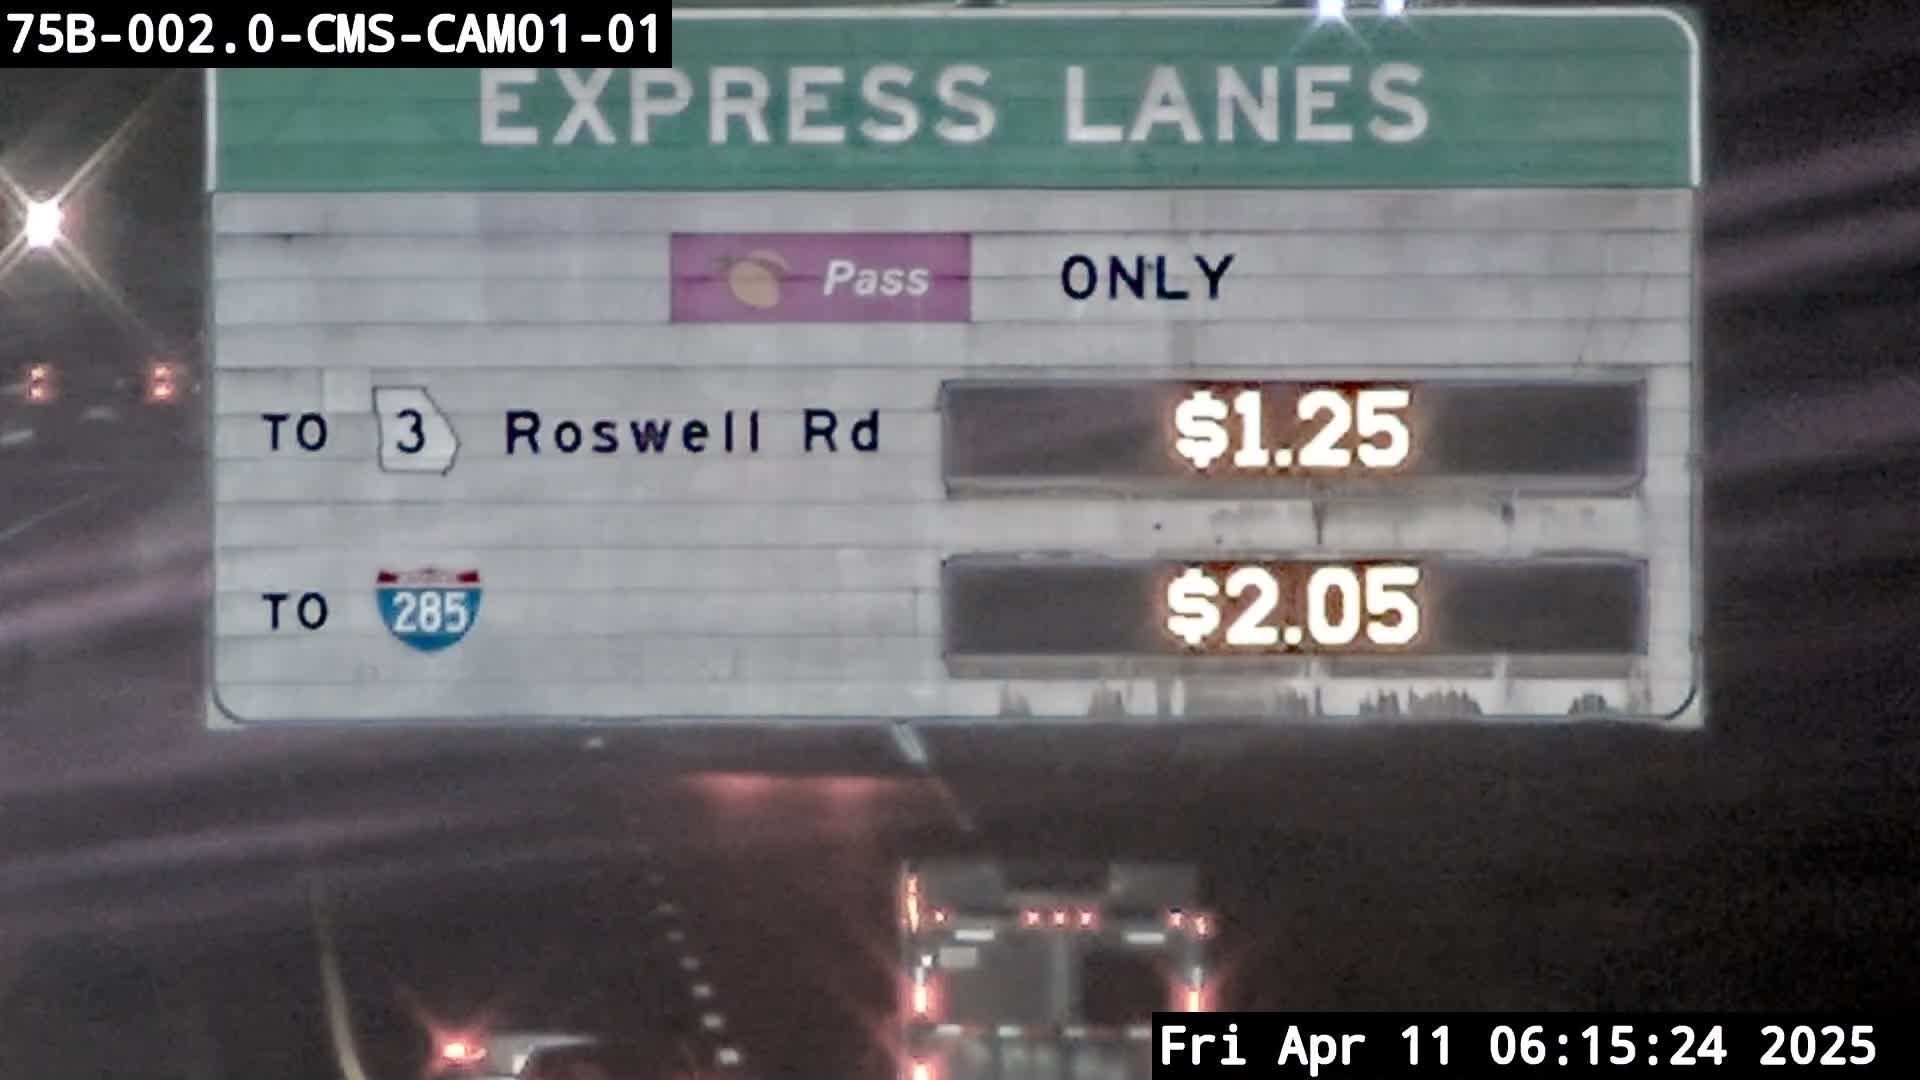 75B-002.0-CMS-CAM01-01
EXPRESS LANES
Pass ONLY
TO 3 Roswell Rd $1.25
TO 285 $2.05
Fri Apr 11 06:15:24 2025